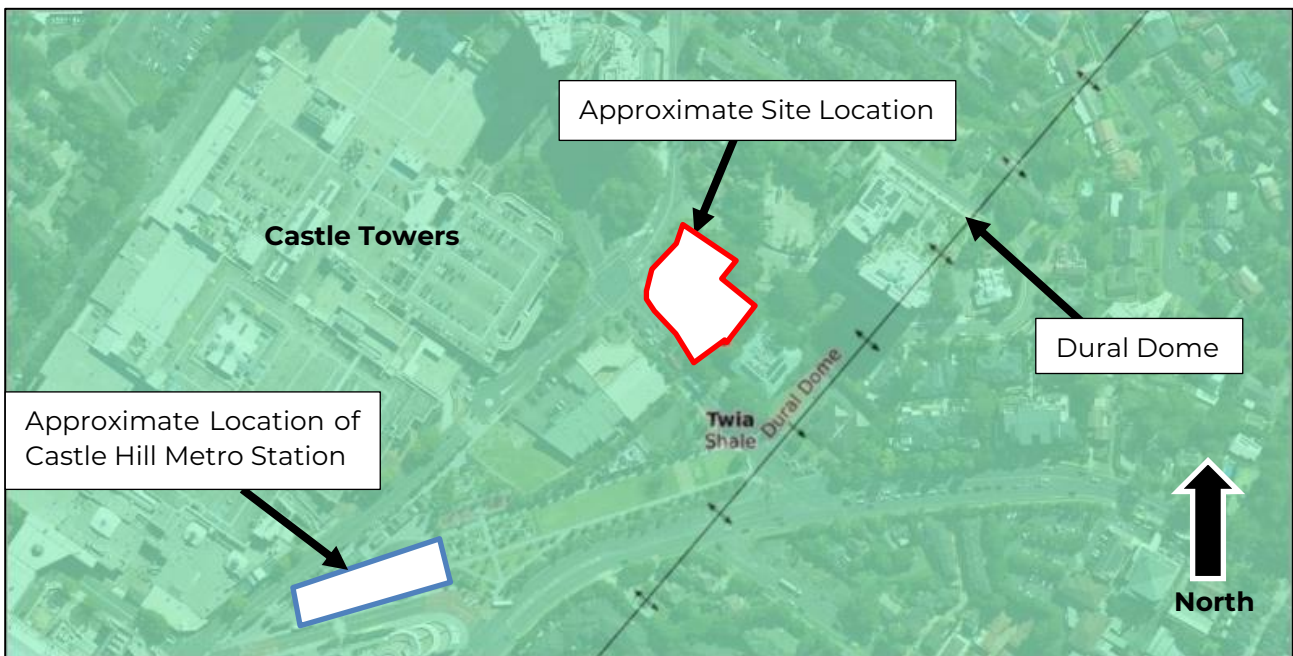 Approximate Site Location
Castle Towers
Dural Dome
Approximate Location of
Castle Hill Metro Station
Twia
Shale
Dural Dome
North